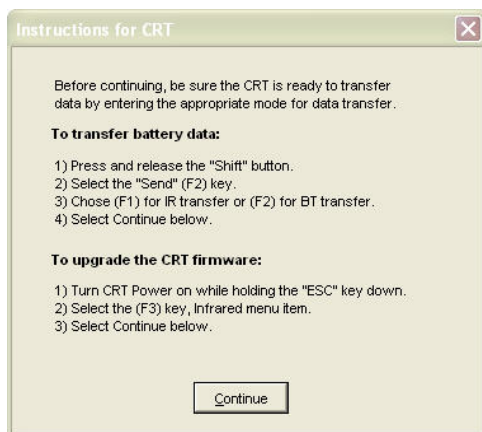 Instructions for CRT
Before continuing, be sure the CRT is ready to transfer
data by entering the appropriate mode for data transfer.
To transfer battery data:
1) Press and release the "Shift" button.
2) Select the "Send" (F2) key.
3) Chose (F1) for IR transfer or (F2) for BT transfer.
4) Select Continue below.
To upgrade the CRT firmware:
1) Turn CRT Power on while holding the "ESC" key down.
2) Select the (F3) key, Infrared menu item.
3) Select Continue below.
Continue